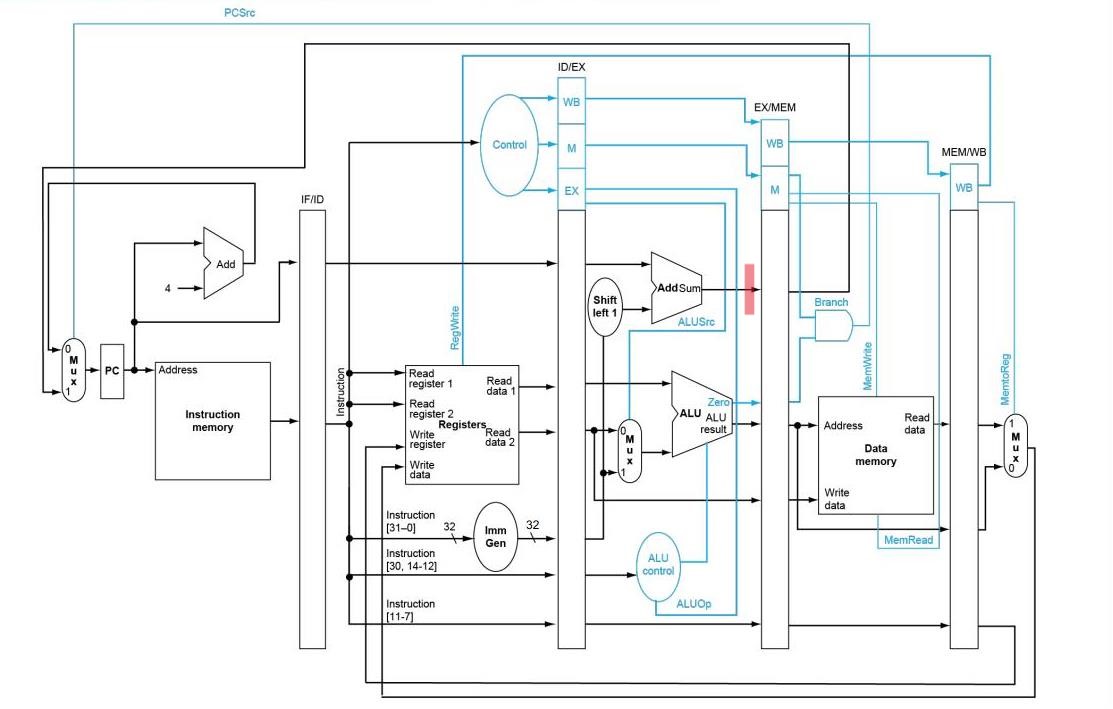 PCSrc
ID/EX
WB
EX/MEM
Control
M
WB
MEM/WB
EX
M
WB
IF/ID
Add
4
Add Sum
Shift
left 1
ALUSrc
Branch
RegWrite
MemWrite
MemtoReg
0
M
u
x
1
PC
Address
Instruction
memory
Instruction
Read
register 1
Read
data 1
Read
register 2
Registers
Read
data 2
Write
register
Write
data
0
M
u
x
1
Zero
ALU
ALU
result
Address
Read
data
Data
memory
Write
data
1
M
u
x
0
Instruction
[31–0]
32
Imm
Gen
32
MemRead
Instruction
[30, 14-12]
ALU
control
ALUOp
Instruction
[11-7]